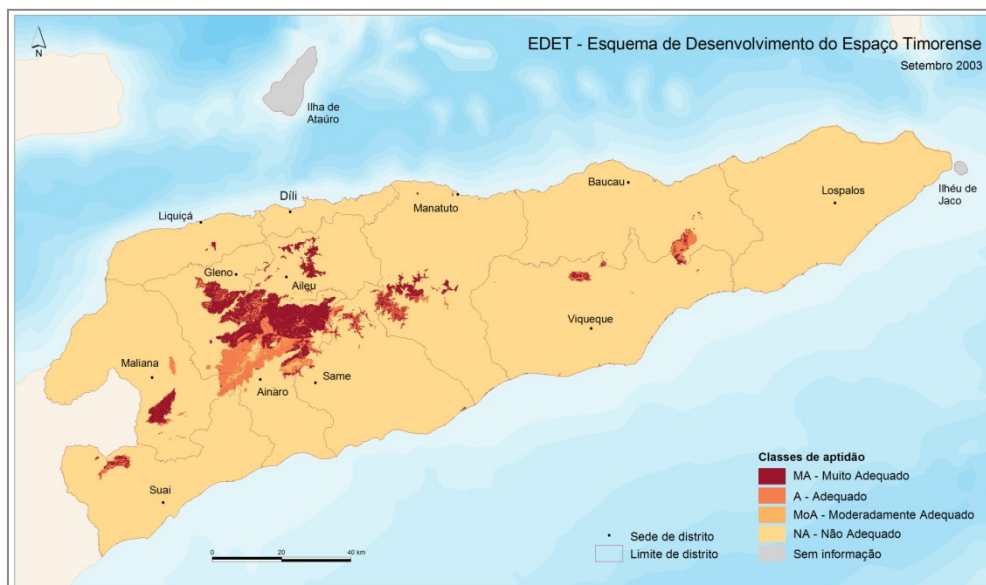 EDET - Esquema de Desenvolvimento do Espaço Timorense
Setembro 2003
N
Ilha de
Ataúro
Baucau
Lospalos
Ilhéu de
Jaco
Manatuto
Díli
Liquiçá
Gleno
Aileu
Viqueque
Maliana
Same
Ainaro
Suai
Classes de aptidão
MA - Muito Adequado
A - Adequado
MoA - Moderadamente Adequado
NA - Não Adequado
Sem informação
Sede de distrito
Limite de distrito
0 20 40 km